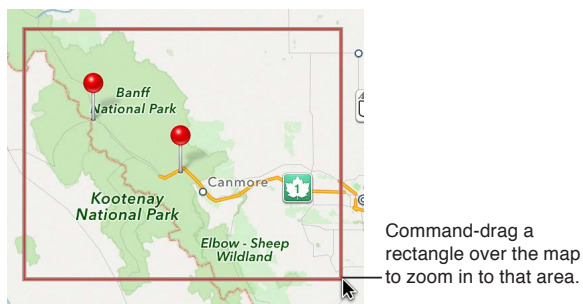 Banff
National Park
Canmore
1
Kootenay
National Park
Elbow - Sheep
Wildland
Command-drag a
rectangle over the map
to zoom in to that area.